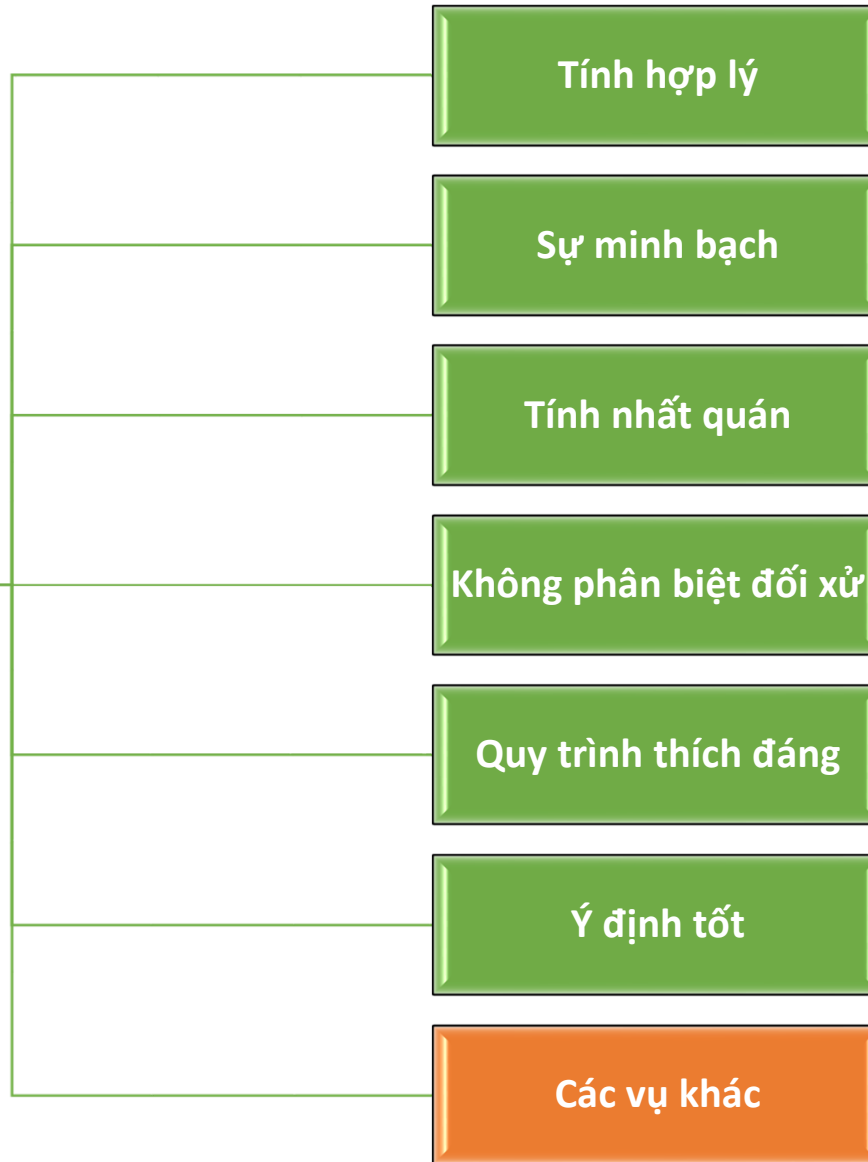 Tính hợp lý
Sự minh bạch
Tính nhất quán
Không phân biệt đối xử
Quy trình thích đáng
Ý định tốt
Các vụ khác